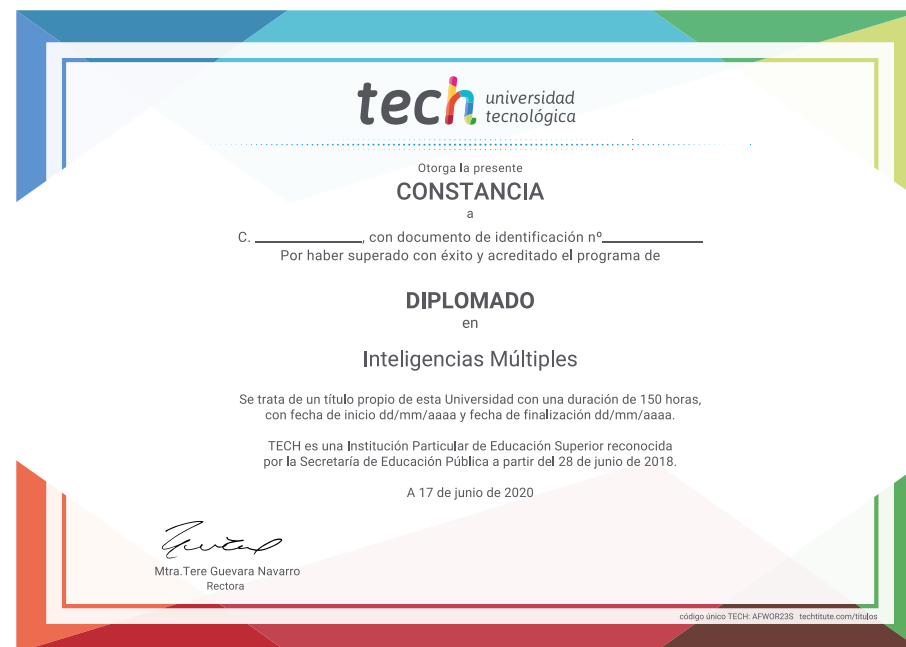 tech universidad
tecnológica
Otorga la presente
CONSTANCIA
a
C. ______________, con documento de identificación nº_____________
Por haber superado con éxito y acreditado el programa de
DIPLOMADO
en
Inteligencias Múltiples
Se trata de un título propio de esta Universidad con una duración de 150 horas,
con fecha de inicio dd/mm/aaaa y fecha de finalización dd/mm/aaaa.
TECH es una Institución Particular de Educación Superior reconocida
por la Secretaría de Educación Pública a partir del 28 de junio de 2018.
A 17 de junio de 2020
Mtra.Tere Guevara Navarro
Rectora
código único TECH: AFWOR23S techtitute.com/titulos